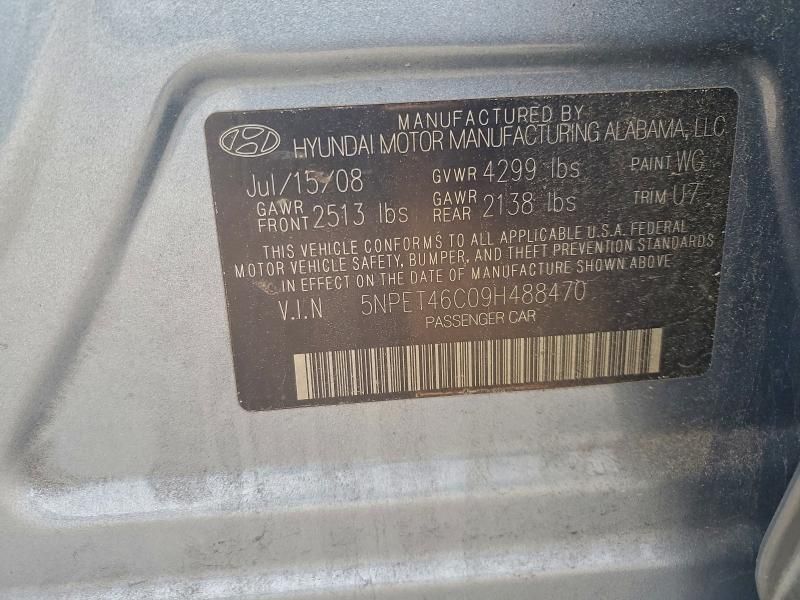 MANUFACTURED BY
HYUNDAI MOTOR MANUFACTURING ALABAMA, LLC
Jul/15/08 GVWR 4299 lbs PAINT WG
GAWR FRONT 2513 lbs GAWR REAR 2138 lbs TRIM U7
THIS VEHICLE CONFORMS TO ALL APPLICABLE U.S.A. FEDERAL
MOTOR VEHICLE SAFETY, BUMPER, AND THEFT PREVENTION STANDARDS
IN EFFECT ON THE DATE OF MANUFACTURE SHOWN ABOVE.
V.I.N 5NPET46C09H488470
PASSENGER CAR